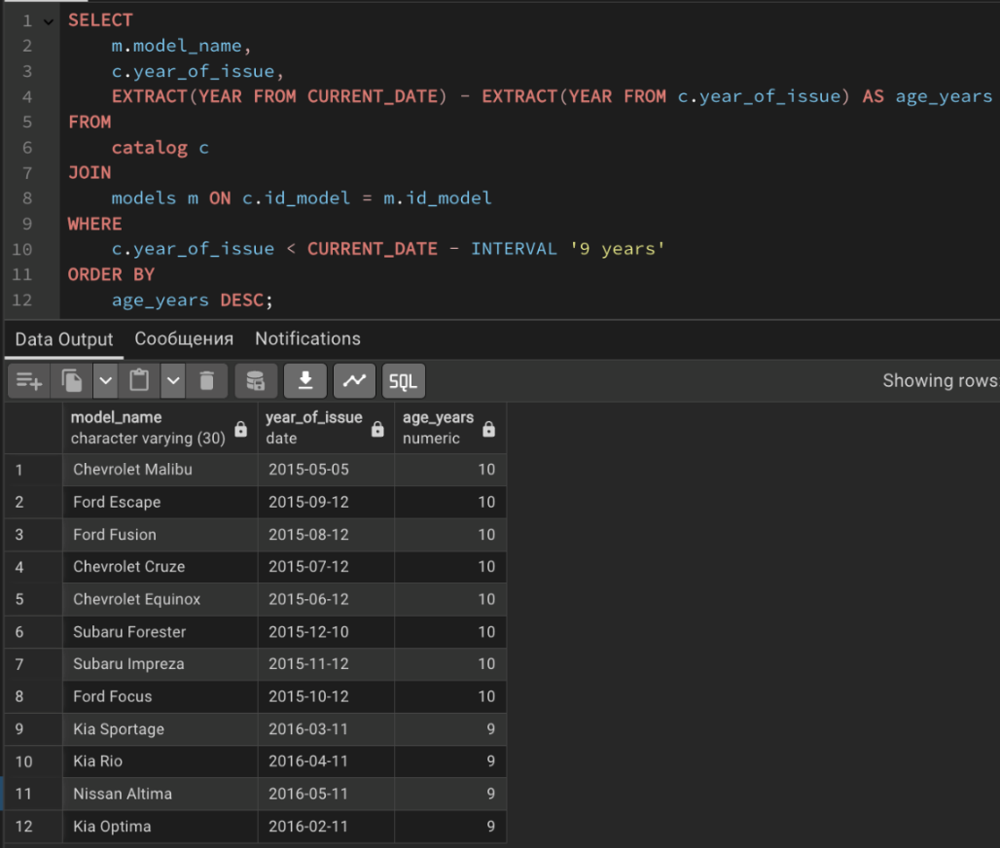 1 SELECT
2 m.model_name,
3 c.year_of_issue,
4 EXTRACT(YEAR FROM CURRENT_DATE) - EXTRACT(YEAR FROM c.year_of_issue) AS age_years
5 FROM
6 catalog c
7 JOIN
8 models m ON c.id_model = m.id_model
9 WHERE
10 c.year_of_issue < CURRENT_DATE - INTERVAL '9 years'
11 ORDER BY
12 age_years DESC;
Data Output Сообщения Notifications
SQL Showing rows:
model_name year_of_issue age_years
character varying (30) date numeric
1 Chevrolet Malibu 2015-05-05 10
2 Ford Escape 2015-09-12 10
3 Ford Fusion 2015-08-12 10
4 Chevrolet Cruze 2015-07-12 10
5 Chevrolet Equinox 2015-06-12 10
6 Subaru Forester 2015-12-10 10
7 Subaru Impreza 2015-11-12 10
8 Ford Focus 2015-10-12 10
9 Kia Sportage 2016-03-11 9
10 Kia Rio 2016-04-11 9
11 Nissan Altima 2016-05-11 9
12 Kia Optima 2016-02-11 9